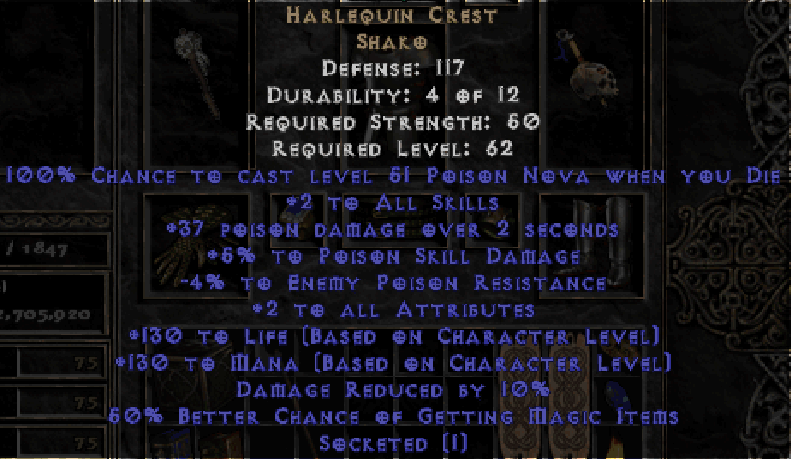 Harlequin Crest
Shako
Defense: 117
Durability: 4 of 12
Required Strength: 50
Required Level: 62
100% Chance to cast level 51 Poison Nova when you Die
+2 to All Skills
+37 poison damage over 2 seconds
+5% to Poison Skill Damage
-4% to Enemy Poison Resistance
+2 to all Attributes
+130 to Life (Based on Character Level)
+130 to Mana (Based on Character Level)
Damage Reduced by 10%
50% Better Chance of Getting Magic Items
Socketed (1)
/ 1847
,705,920
75
75
75